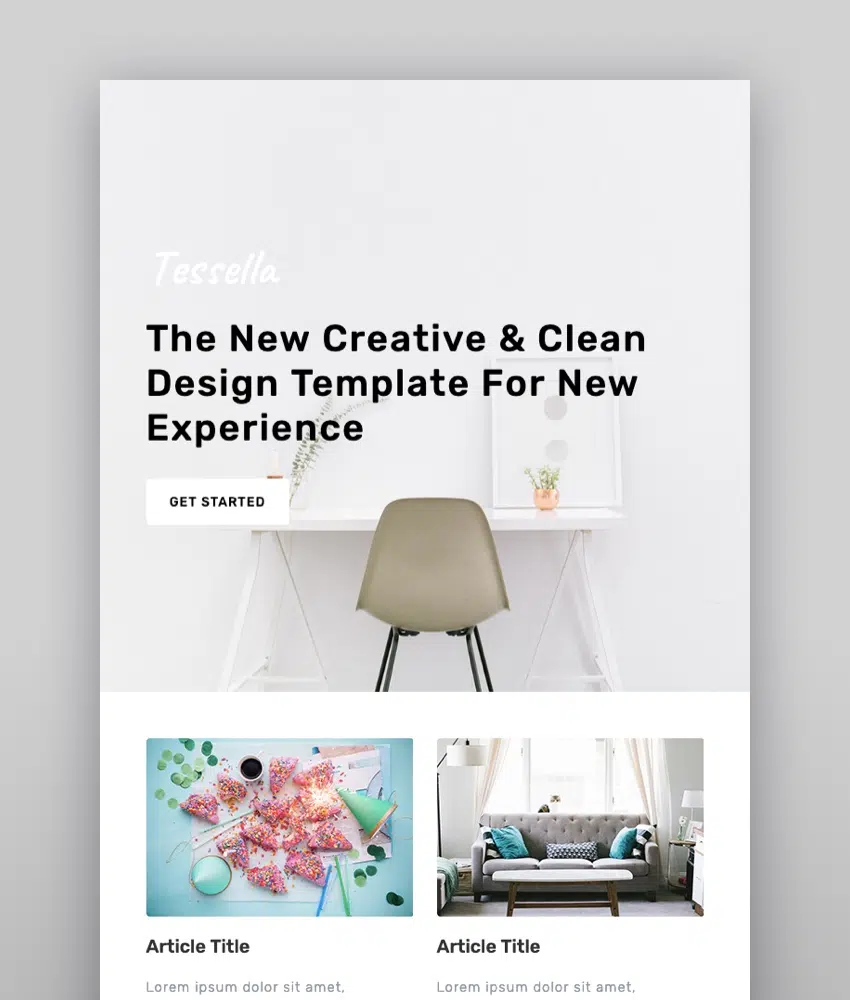 Tessella
The New Creative & Clean
Design Template For New
Experience
GET STARTED
Article Title
Lorem ipsum dolor sit amet,
Article Title
Lorem ipsum dolor sit amet,